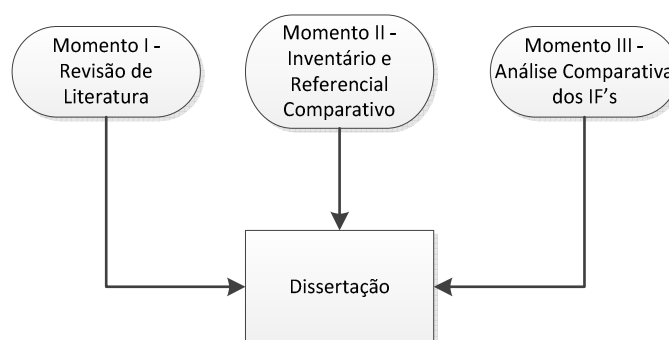 Momento I -
Revisão de
Literatura
Momento II -
Inventário e
Referencial
Comparativo
Momento III -
Análise Comparativa
dos IF's
Dissertação